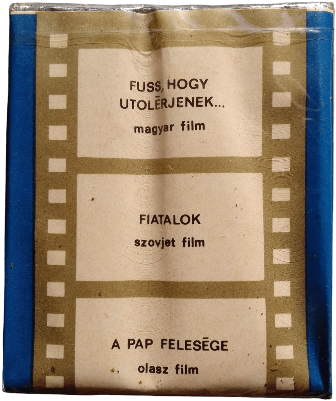 FUSS, HOGY
UTOLÉRJENEK...
magyar film
FIATALOK
szovjet film
A PAP FELESÉGE
olasz film